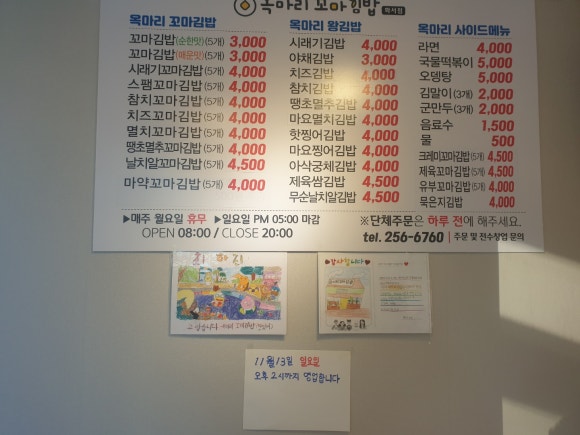 옥마리 꼬마김밥
옥마리 꼬마김밥
꼬마김밥(순한맛)(5개) 3,000
꼬마김밥(매운맛)(5개) 3,000
시래기꼬마김밥(5개) 4,000
스팸꼬마김밥(5개) 4,000
참치꼬마김밥(5개) 4,000
치즈꼬마김밥(5개) 4,000
멸치꼬마김밥(5개) 4,000
땡초멸추꼬마김밥(5개) 4,000
날치알꼬마김밥(5개) 4,500
마약꼬마김밥(5개) 4,000
옥마리 왕김밥
시래기김밥 4,000
야채김밥 3,000
치즈김밥 4,000
참치김밥 4,000
땡초멸추김밥 4,000
마요멸치김밥 4,000
핫찡어김밥 4,000
마요찡어김밥 4,000
아삭궁채김밥 4,000
제육쌈김밥 4,500
무순날치알김밥 4,500
옥마리 사이드메뉴
라면 4,000
국물떡볶이 5,000
오뎅탕 5,000
김말이(3개) 2,000
군만두(3개) 2,000
음료수 1,500
물 500
크레미꼬마김밥(5개) 4,500
제육꼬마김밥(5개) 4,500
유부꼬마김밥(5개) 4,000
묵은지김밥 4,000
▶매주 월요일 휴무 ▶일요일 PM 05:00 마감
OPEN 08:00 / CLOSE 20:00
※단체주문은 하루 전에 해주세요.
tel. 256-6760 | 주문 및 전수창업 문의
감사합니다
11월13일 일요일
오후 2시까지 영업합니다